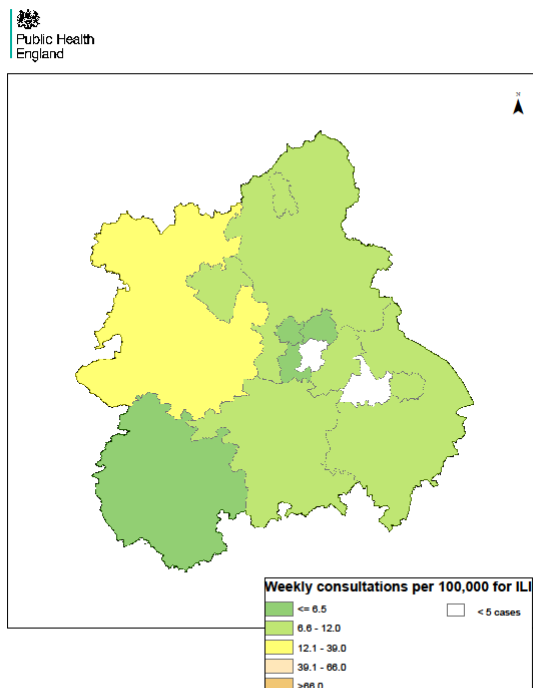 Public Health
England
N
Weekly consultations per 100,000 for ILI
<= 6.5
< 5 cases
6.6 - 12.0
12.1 - 39.0
39.1 - 66.0
>66.0